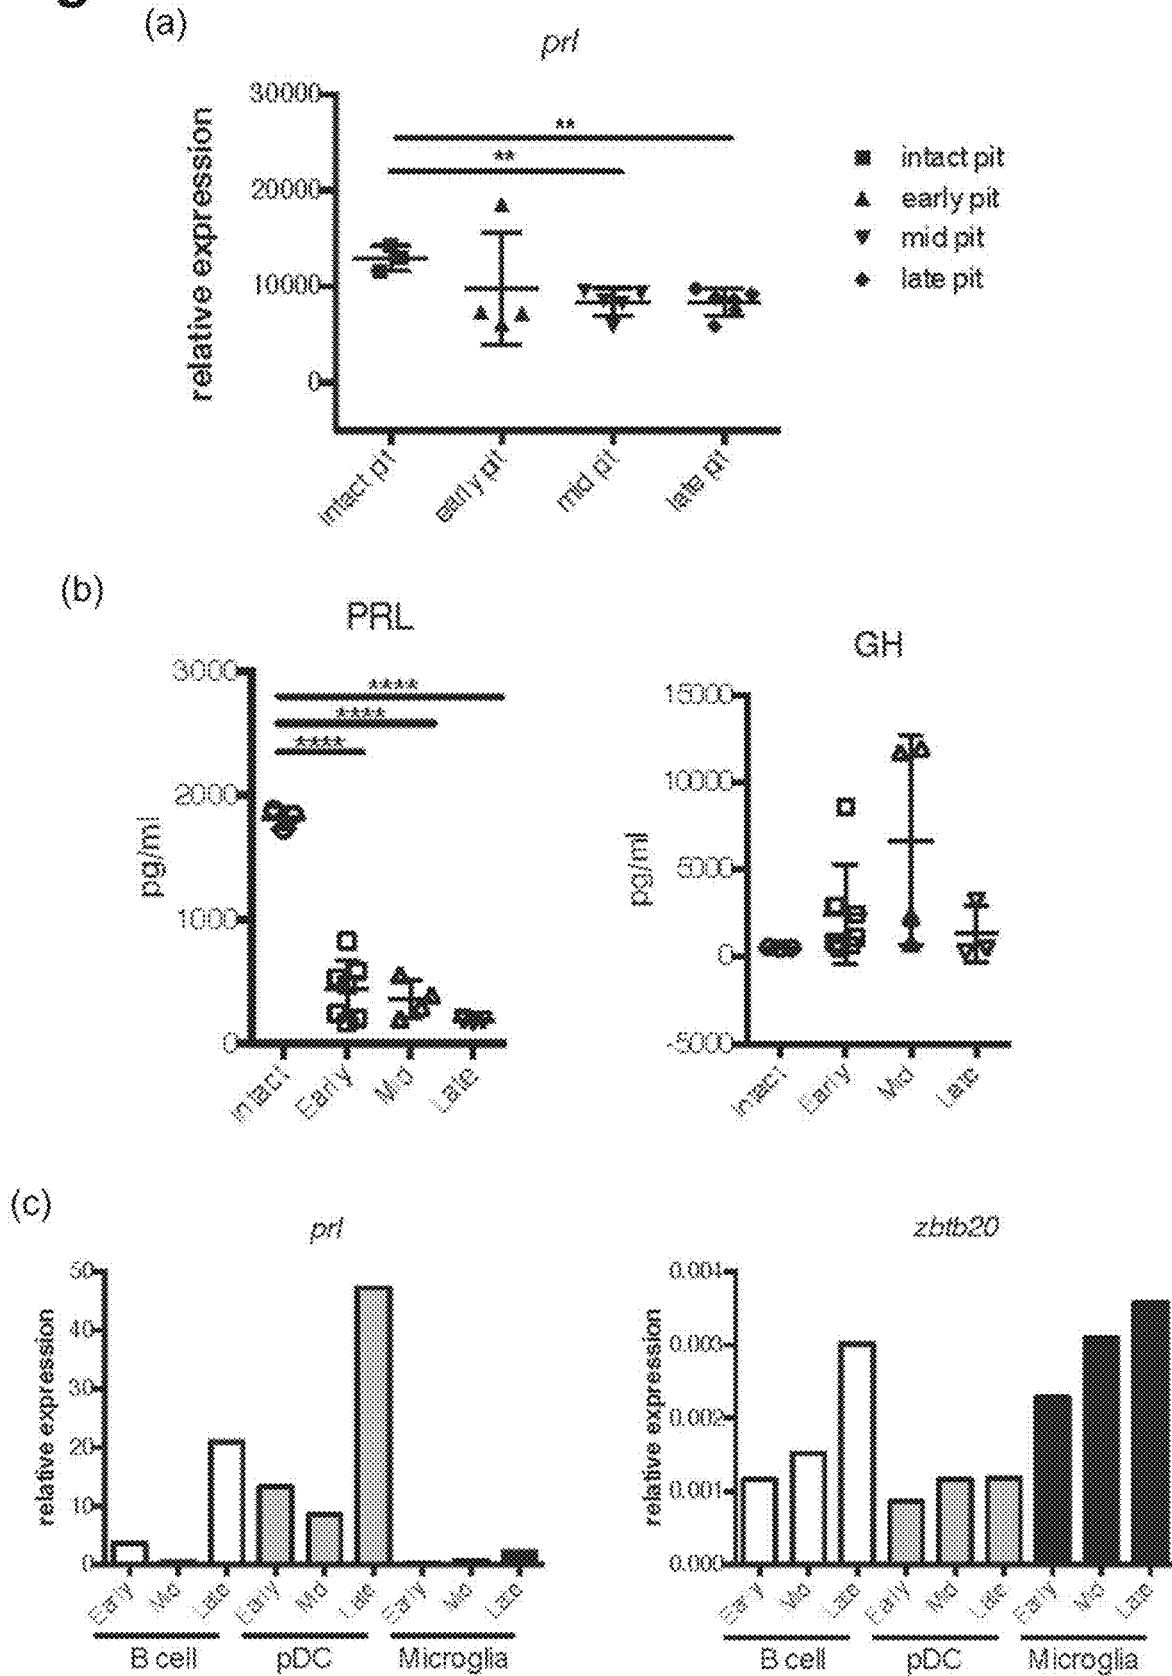 (a)
prl
30000
20000
10000
0
relative expression
**
**
intact pit
early pit
mid pit
late pit
intact pit
early pit
mid pit
late pit
(b)
PRL
3000
2000
1000
0
pg/ml
****
****
****
Intact
Early
Mid
Late
GH
15000
10000
5000
0
-5000
pg/ml
Intact
Early
Mid
Late
(c)
prl
50
40
30
20
10
0
relative expression
Early
Mid
Late
Early
Mid
Late
Early
Mid
Late
B cell
pDC
Microglia
zbtb20
0.004
0.003
0.002
0.001
0.000
relative expression
Early
Mid
Late
Early
Mid
Late
Early
Mid
Late
B cell
pDC
Microglia